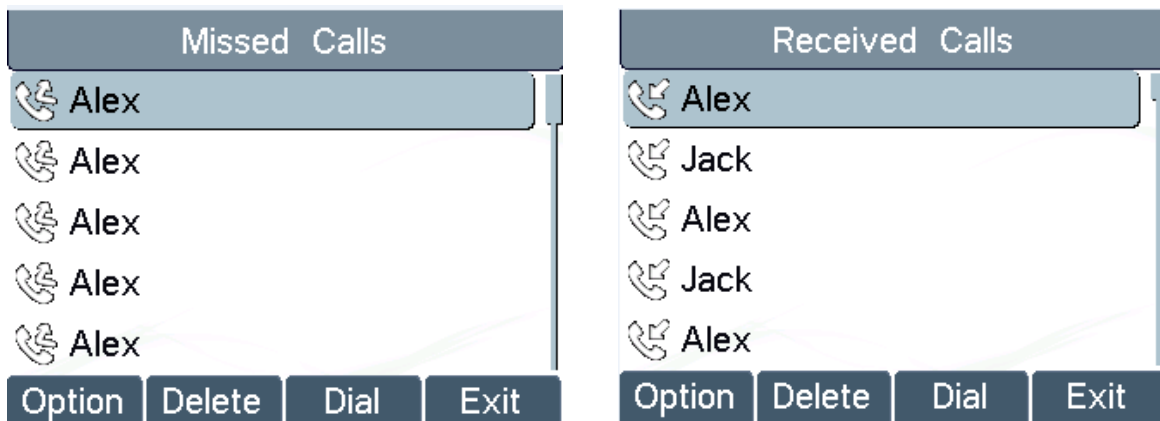 Missed Calls
Alex
Alex
Alex
Alex
Alex
Option Delete Dial Exit
Received Calls
Alex
Jack
Alex
Jack
Alex
Option Delete Dial Exit